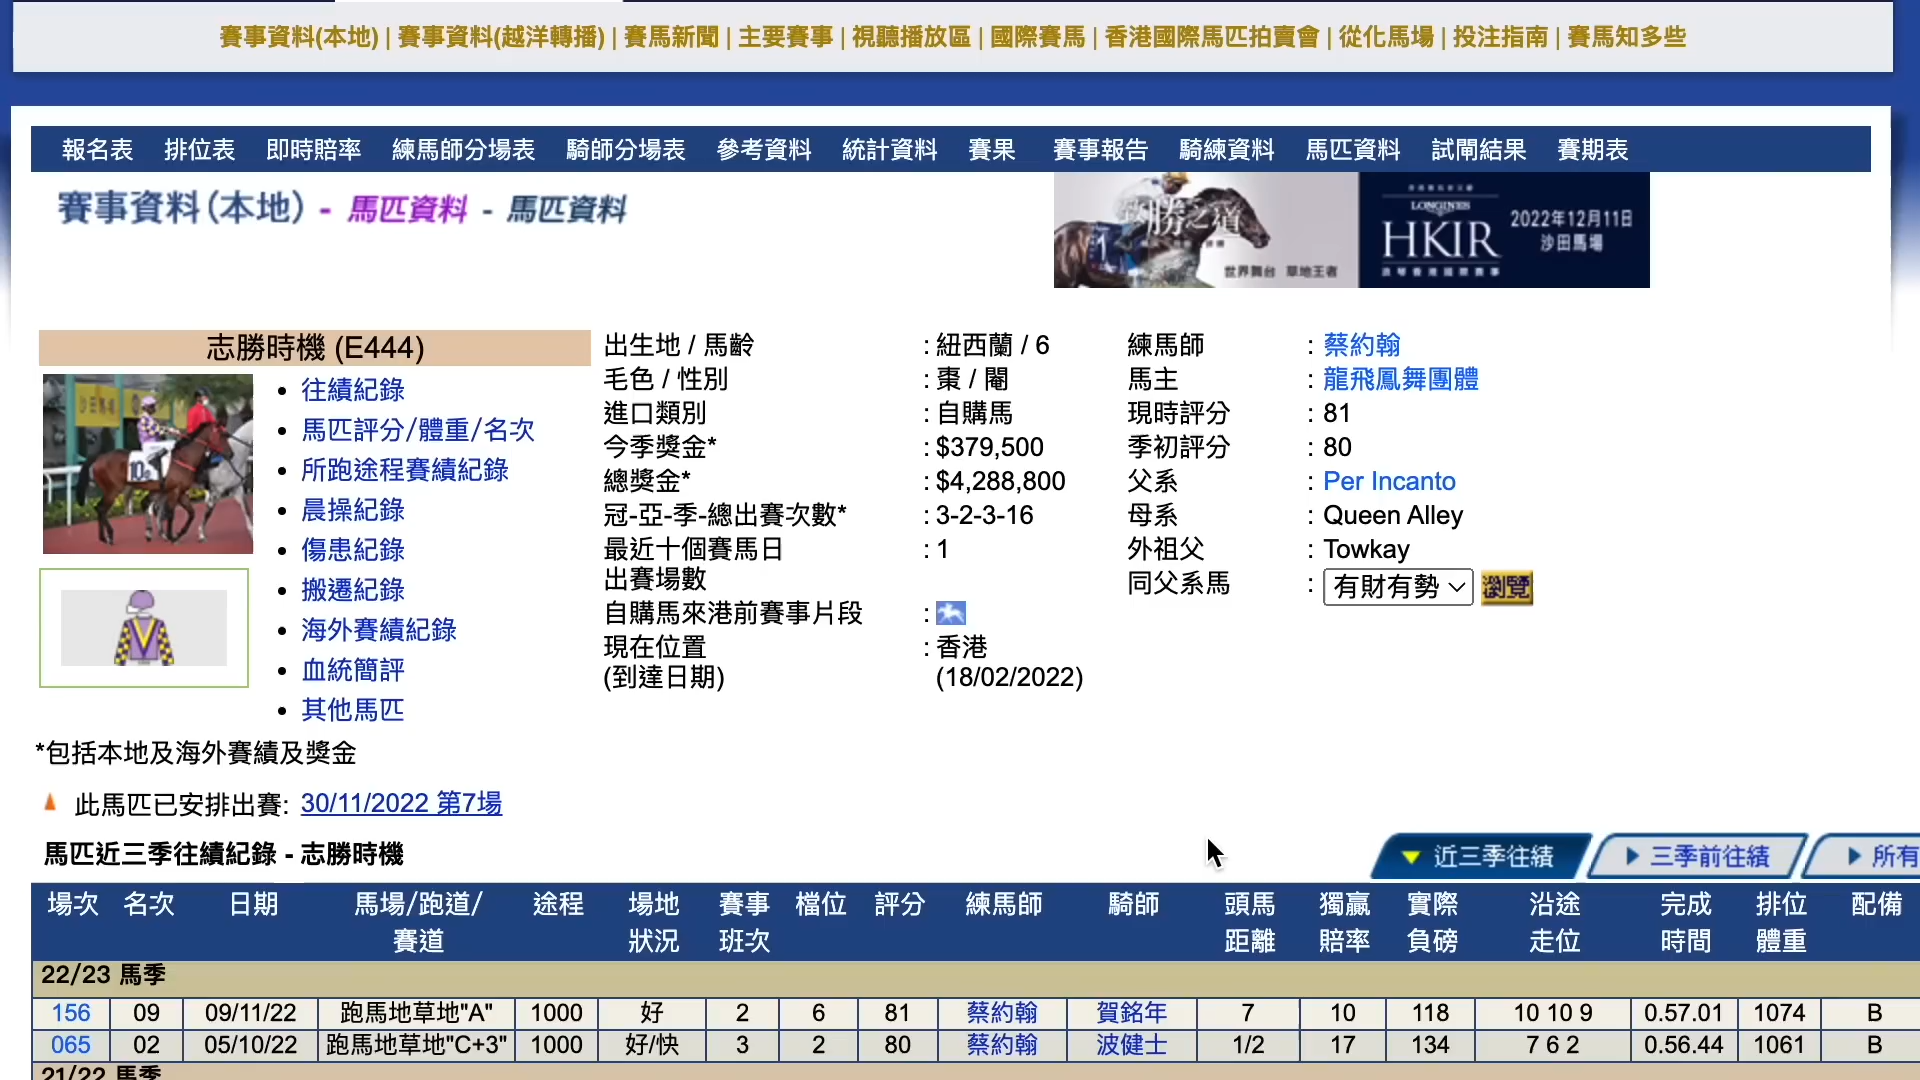 賽事資料(本地) | 賽事資料(越洋轉播) | 賽馬新聞 | 主要賽事 | 視聽播放區 | 國際賽馬 | 香港國際馬匹拍賣會 | 從化馬場 | 投注指南 | 賽馬知多些
報名表 排位表 即時賠率 練馬師分場表 騎師分場表 參考資料 統計資料 賽果 賽事報告 騎練資料 馬匹資料 試閘結果 賽期表
賽事資料(本地) - 馬匹資料 - 馬匹資料
致勝之道
世界舞台 草地王者
LONGINES
HKIR
2022年12月11日
沙田馬場
志勝時機 (E444)
往績紀錄
馬匹評分/體重/名次
所跑途程賽績紀錄
晨操紀錄
傷患紀錄
搬遷紀錄
海外賽績紀錄
血統簡評
其他馬匹
出生地 / 馬齡 : 紐西蘭 / 6
毛色 / 性別 : 棗 / 閹
進口類別 : 自購馬
今季獎金* : $379,500
總獎金* : $4,288,800
冠-亞-季-總出賽次數* : 3-2-3-16
最近十個賽馬日 : 1
出賽場數
自購馬來港前賽事片段 :
現在位置 : 香港
(到達日期) (18/02/2022)
練馬師 : 蔡約翰
馬主 : 龍飛鳳舞團體
現時評分 : 81
季初評分 : 80
父系 : Per Incanto
母系 : Queen Alley
外祖父 : Towkay
同父系馬 : 有財有勢 瀏覽
*包括本地及海外賽績及獎金
此馬匹已安排出賽: 30/11/2022 第7場
馬匹近三季往績紀錄 - 志勝時機
近三季往績 三季前往績 所有
場次 名次 日期 馬場/跑道/ 途程 場地 賽事 檔位 評分 練馬師 騎師 頭馬 獨贏 實際 沿途 完成 排位 配備
賽道 狀況 班次 距離 賠率 負磅 走位 時間 體重
22/23 馬季
156 09 09/11/22 跑馬地草地"A" 1000 好 2 6 81 蔡約翰 賀銘年 7 10 118 10 10 9 0.57.01 1074 B
065 02 05/10/22 跑馬地草地"C+3" 1000 好/快 3 2 80 蔡約翰 波健士 1/2 17 134 7 6 2 0.56.44 1061 B
21/22 馬季